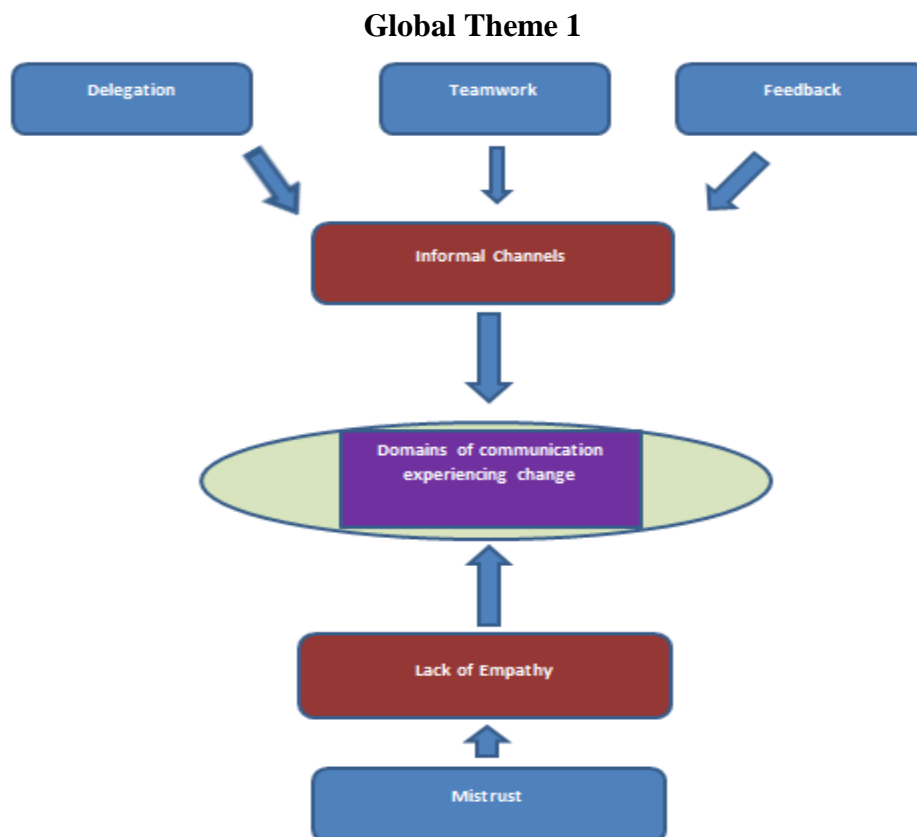 Global Theme 1
Delegation
Teamwork
Feedback
Informal Channels
Domains of communication
experiencing change
Lack of Empathy
Mistrust